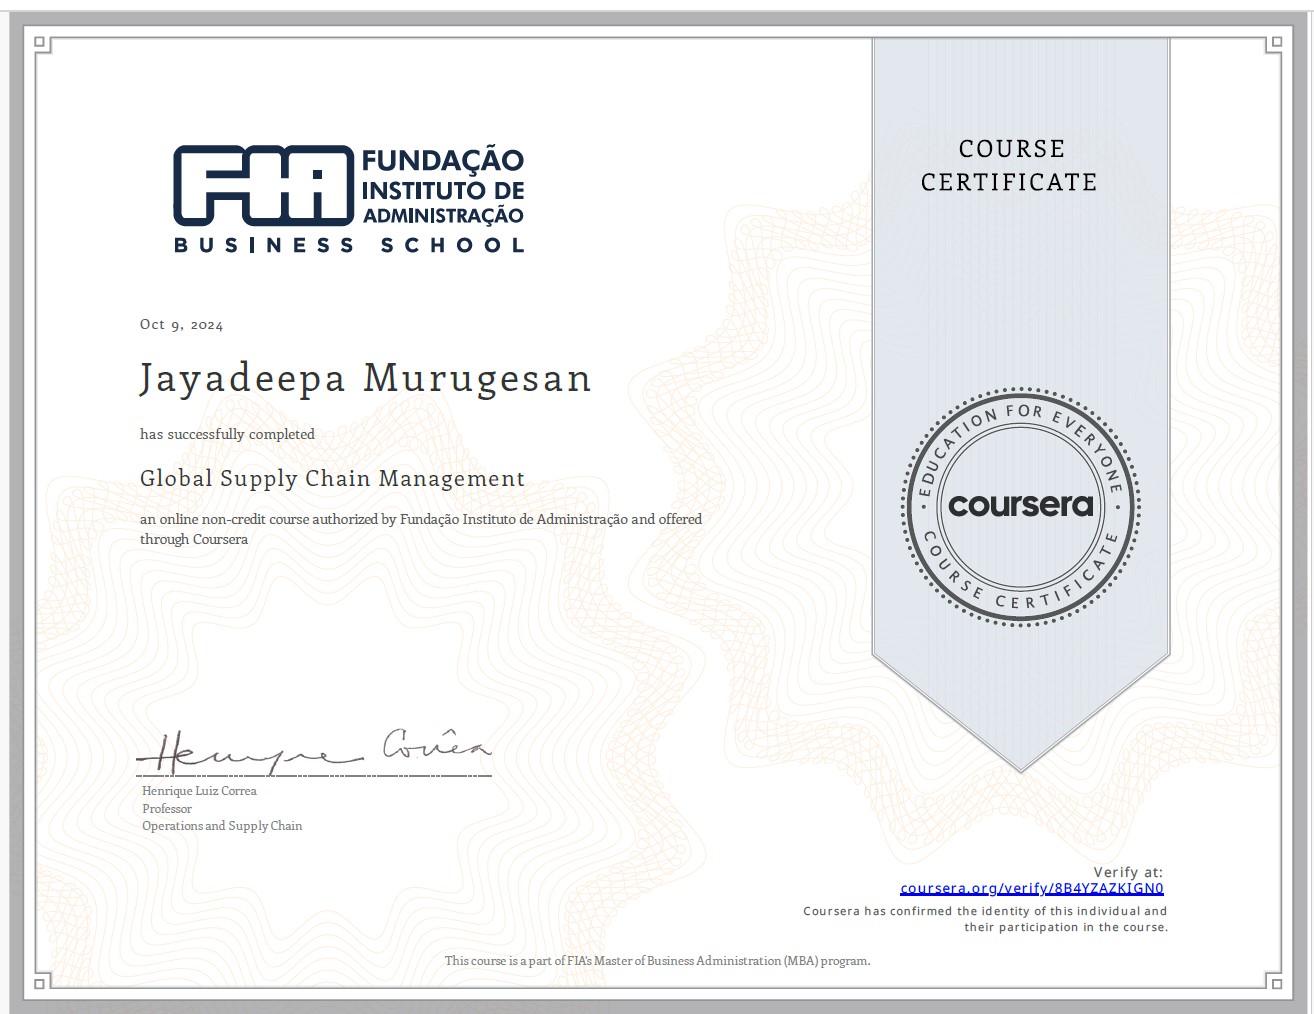 FIA
FUNDAÇÃO
INSTITUTO DE
ADMINISTRAÇÃO
BUSINESS SCHOOL
COURSE
CERTIFICATE
Oct 9, 2024
Jayadeepa Murugesan
has successfully completed
Global Supply Chain Management
an online non-credit course authorized by Fundação Instituto de Administração and offered
through Coursera
EDUCATION FOR EVERYONE
coursera
COURSE CERTIFICATE
Henrique Corrêa
Henrique Luiz Correa
Professor
Operations and Supply Chain
Verify at:
coursera.org/verify/8B4YZAZKIGN0
Coursera has confirmed the identity of this individual and
their participation in the course.
This course is a part of FIA's Master of Business Administration (MBA) program.